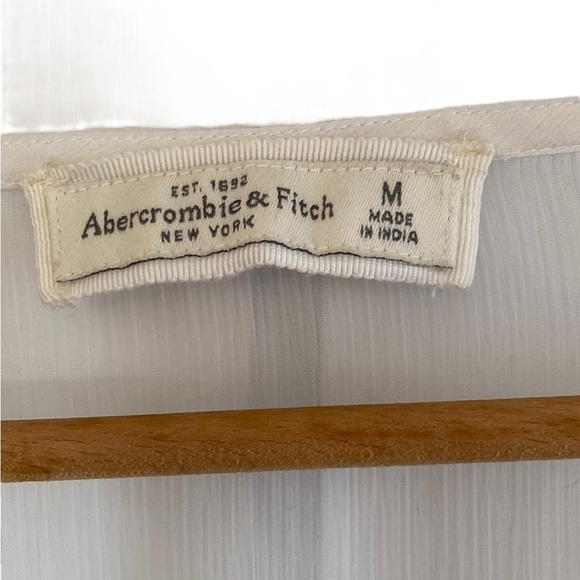 EST. 1892
Abercrombie & Fitch
NEW YORK
M
MADE
IN INDIA